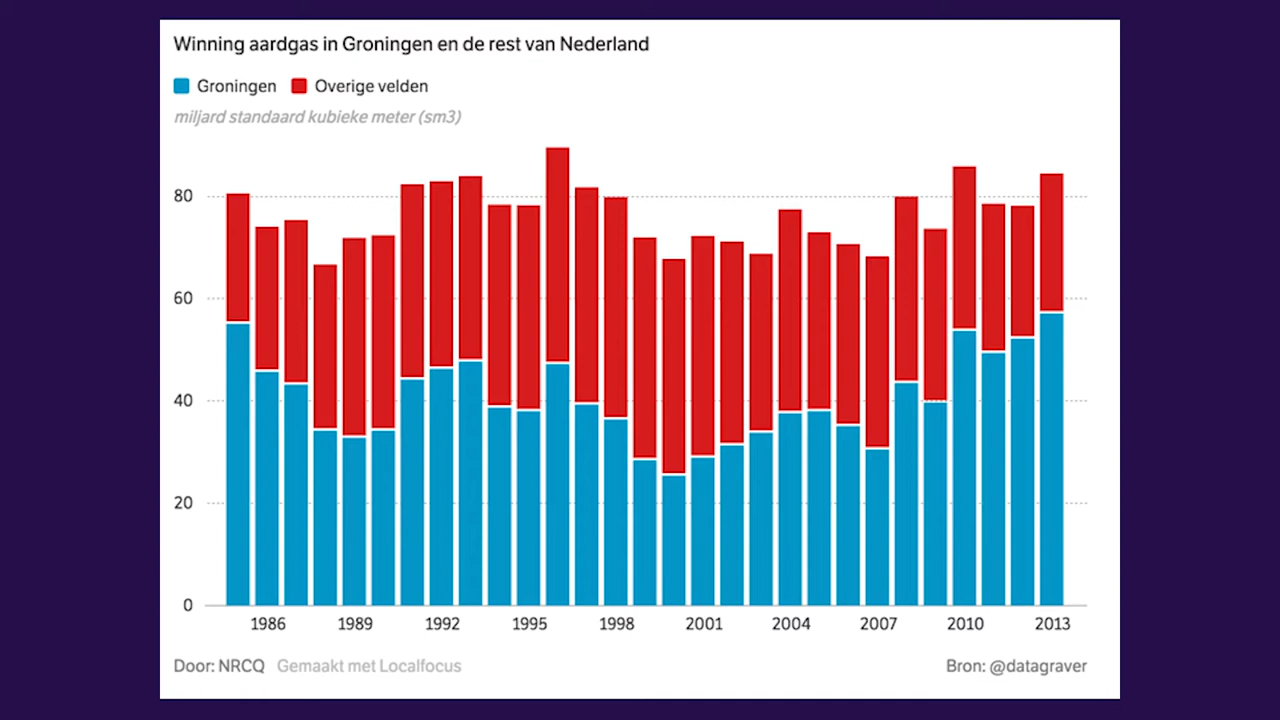 Winning aardgas in Groningen en de rest van Nederland
Groningen Overige velden
miljard standaard kubieke meter (sm3)
80
60
40
20
0
1986 1989 1992 1995 1998 2001 2004 2007 2010 2013
Door: NRCQ Gemaakt met Localfocus Bron: @datagraver